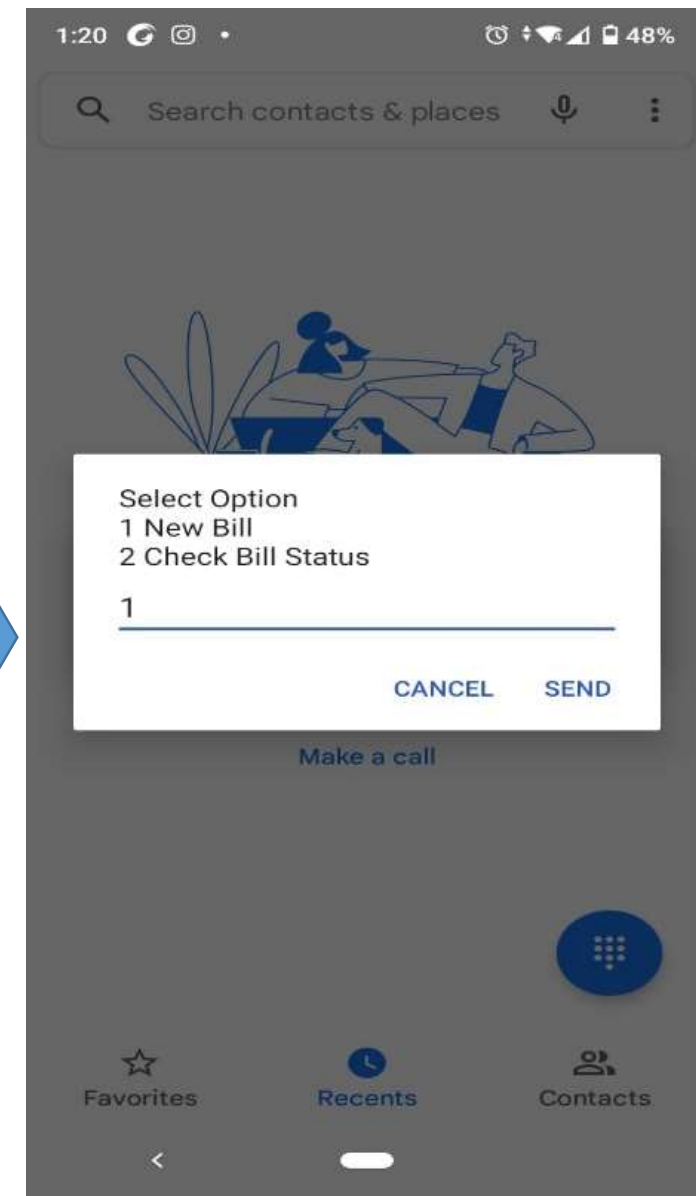 1:20 48%
Search contacts & places
Select Option
1 New Bill
2 Check Bill Status
1
CANCEL SEND
Make a call
Favorites Recents Contacts